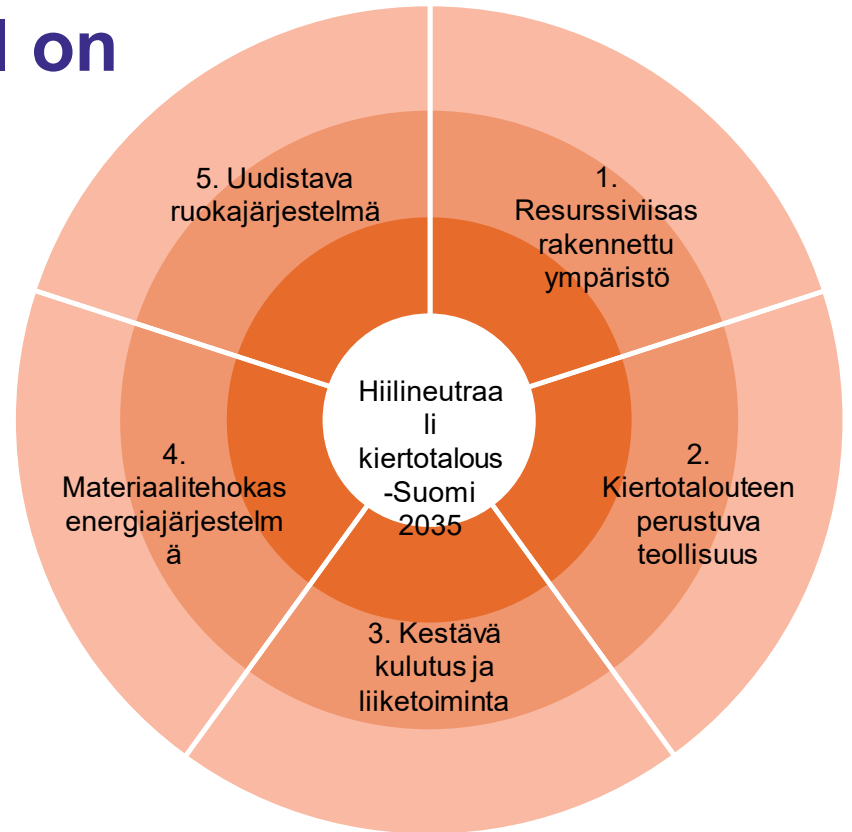 on
5. Uudistava
ruokajärjestelmä
1.
Resurssiviisas
rakennettu
ympäristö
Hiilineutraa
li
kiertotalous
-Suomi
2035
4.
Materiaalitehokas
energiajärjestelm
ä
2.
Kiertotalouteen
perustuva
teollisuus
3. Kestävä
kulutus ja
liiketoiminta